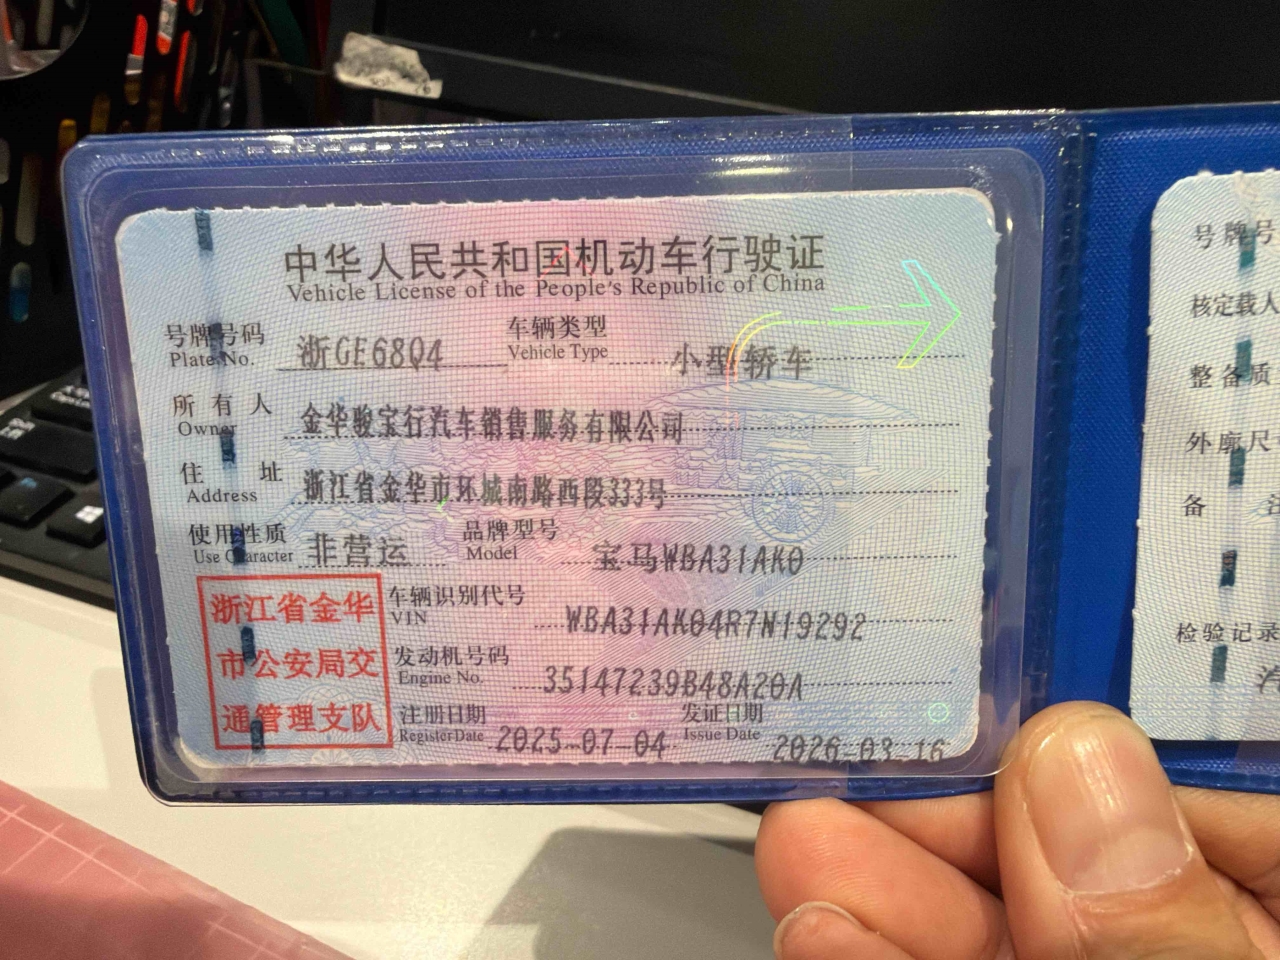 中华人民共和国机动车行驶证
Vehicle License of the People's Republic of China
号牌号码 浙GE68Q4 车辆类型 小型轿车
Plate No. Vehicle Type
所有人 金华骏宝行汽车销售服务有限公司
Owner
住址 浙江省金华市环城南路西段333号
Address
使用性质 非营运 品牌型号 宝马WBA31AK0
Use Character Model
浙江省金华
市公安局交
通管理支队
车辆识别代号 WBA31AK04R7N19292
VIN
发动机号码 35147239B48A20A
Engine No.
注册日期 2025-07-04 发证日期 2026-03-16
Register Date Issue Date
号牌号
核定载人
整备质
外廓尺
备 注
检验记录